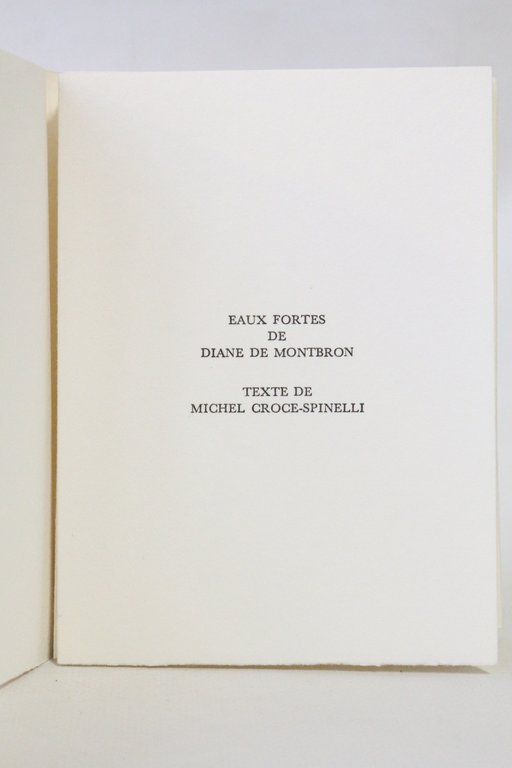 EAUX FORTES
DE
DIANE DE MONTBRON
TEXTE DE
MICHEL CROCE-SPINELLI